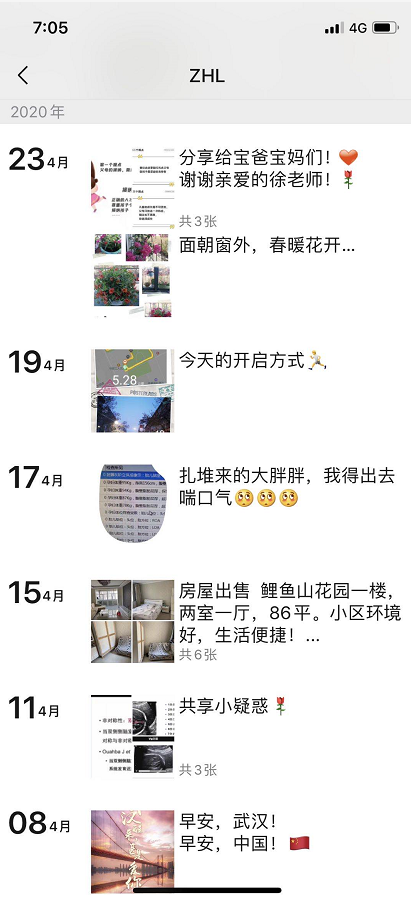 7:05
4G
ZHL
2020年
23 4月
分享给宝爸宝妈们！❤️
谢谢亲爱的徐老师！🌹
共3张
面朝窗外，春暖花开...
19 4月
5.28
今天的开启方式🏃
17 4月
扎堆来的大胖胖，我得出去
喘口气🥺🥺🥺
15 4月
房屋出售 鲤鱼山花园一楼，
两室一厅，86平。小区环境
好，生活便捷！...
共6张
11 4月
共享小疑惑🌹
共3张
08 4月
早安，武汉！
早安，中国！🇨🇳